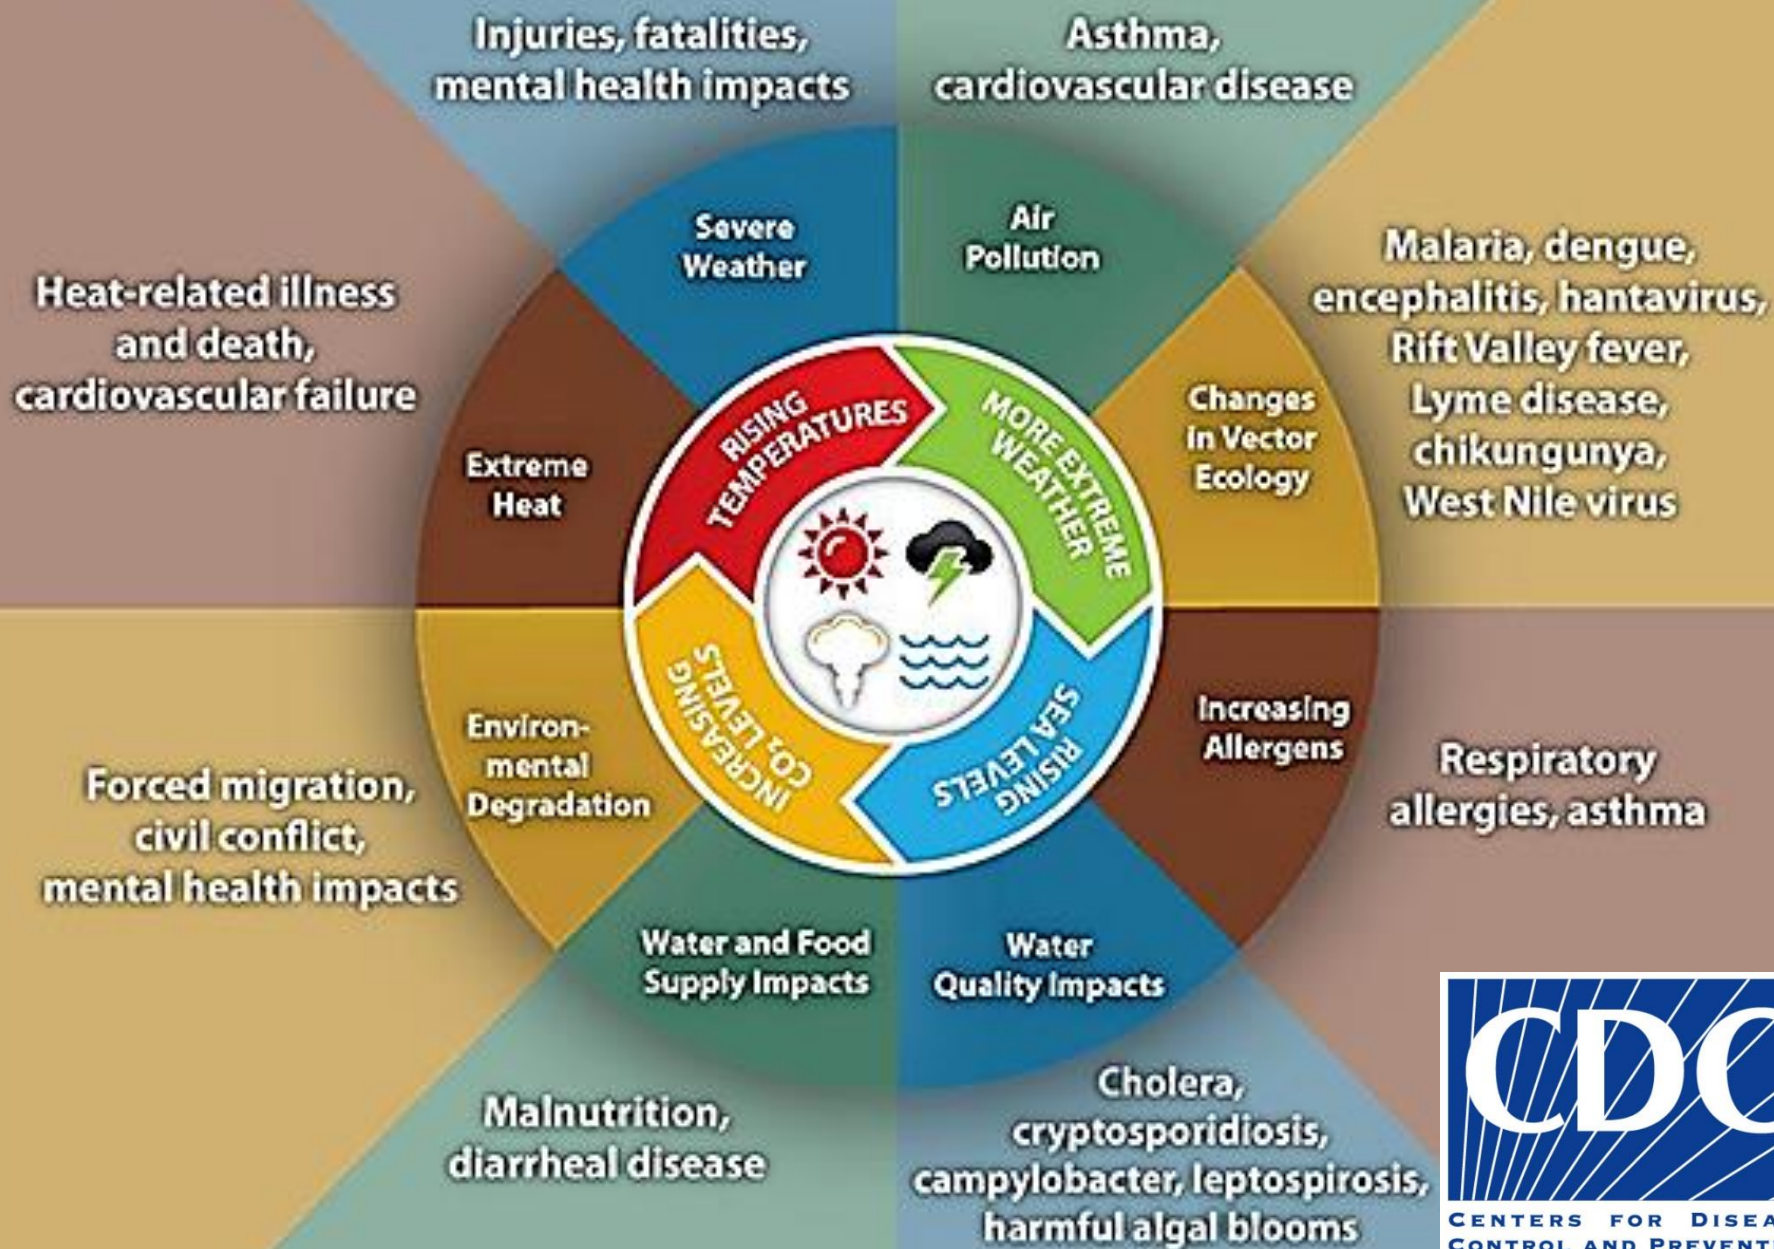 Injuries, fatalities,
mental health impacts
Asthma,
cardiovascular disease
Severe
Weather
Air
Pollution
Malaria, dengue,
encephalitis, hantavirus,
Rift Valley fever,
Lyme disease,
chikungunya,
West Nile virus
Heat-related illness
and death,
cardiovascular failure
Extreme
Heat
Changes
in Vector
Ecology
RISING
TEMPERATURES
MORE EXTREME
WEATHER
INCREASING
CO₂ LEVELS
RISING
SEA LEVELS
Environ-
mental
Degradation
Increasing
Allergens
Forced migration,
civil conflict,
mental health impacts
Respiratory
allergies, asthma
Water and Food
Supply Impacts
Water
Quality Impacts
Malnutrition,
diarrheal disease
Cholera,
cryptosporidiosis,
campylobacter, leptospirosis,
harmful algal blooms
CDC
CENTERS FOR DISEA
CONTROL AND PREVENTI